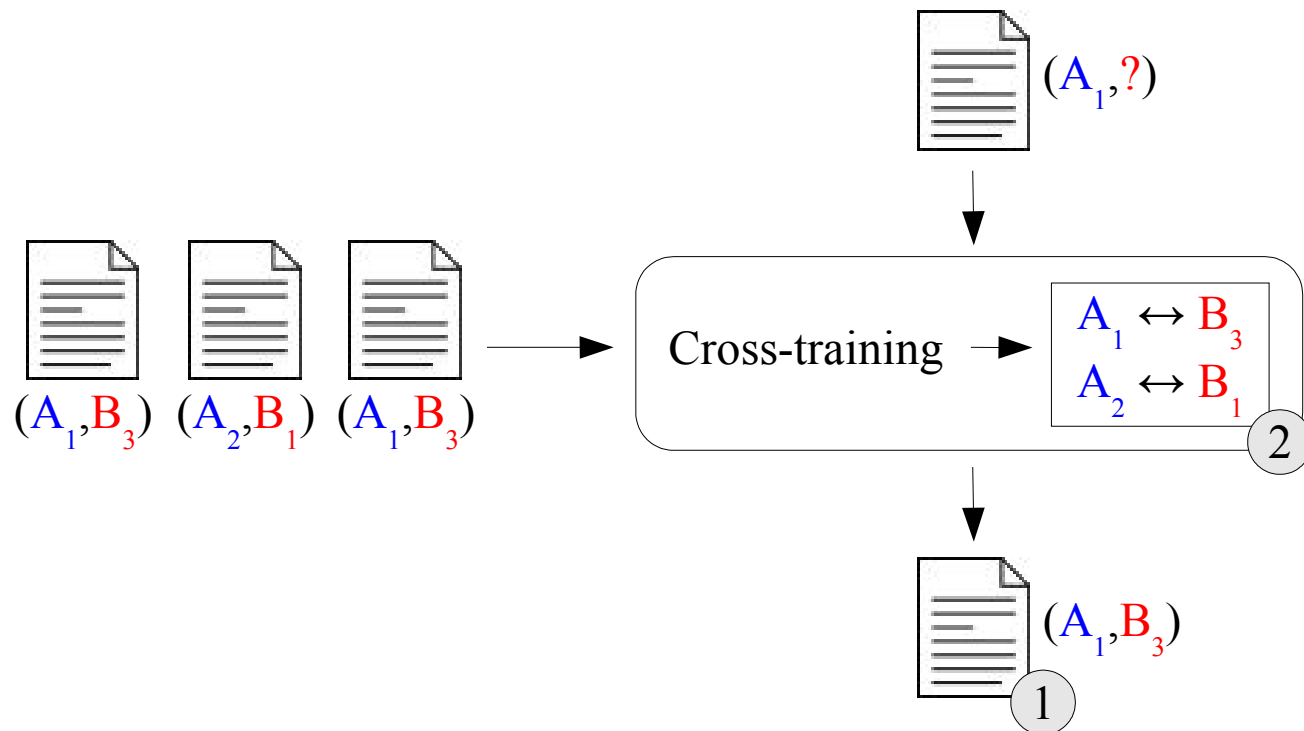 (A₁,?)
(A₁,B₃) (A₂,B₁) (A₁,B₃)
Cross-training
A₁ ↔ B₃
A₂ ↔ B₁
2
(A₁,B₃)
1